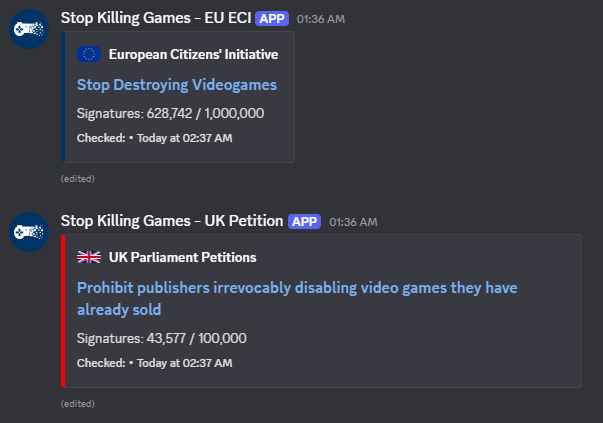 Stop Killing Games - EU ECI APP 01:36 AM
European Citizens' Initiative
Stop Destroying Videogames
Signatures: 628,742 / 1,000,000
Checked: • Today at 02:37 AM
(edited)
Stop Killing Games - UK Petition APP 01:36 AM
UK Parliament Petitions
Prohibit publishers irrevocably disabling video games they have
already sold
Signatures: 43,577 / 100,000
Checked: • Today at 02:37 AM
(edited)